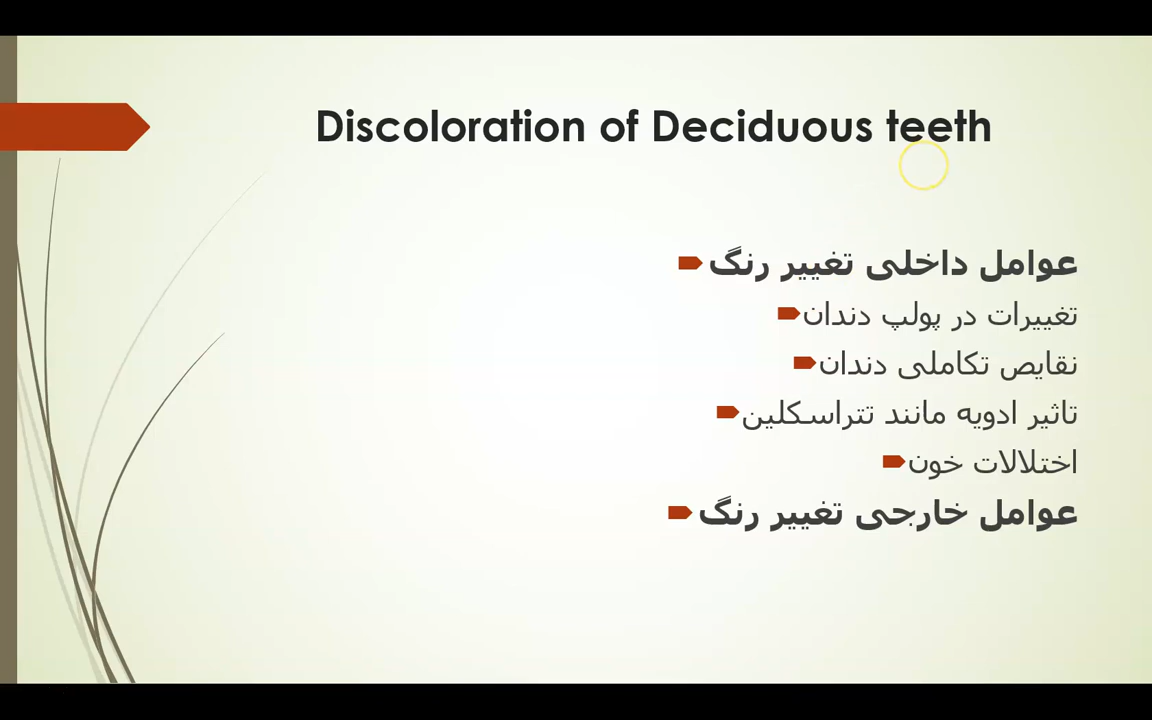 Discoloration of Deciduous teeth
عوامل داخلی تغییر رنگ
تغییرات در پولپ دندان
نقایص تکاملی دندان
تاثیر ادویه مانند تتراسکلین
اختلالات خون
عوامل خارجی تغییر رنگ